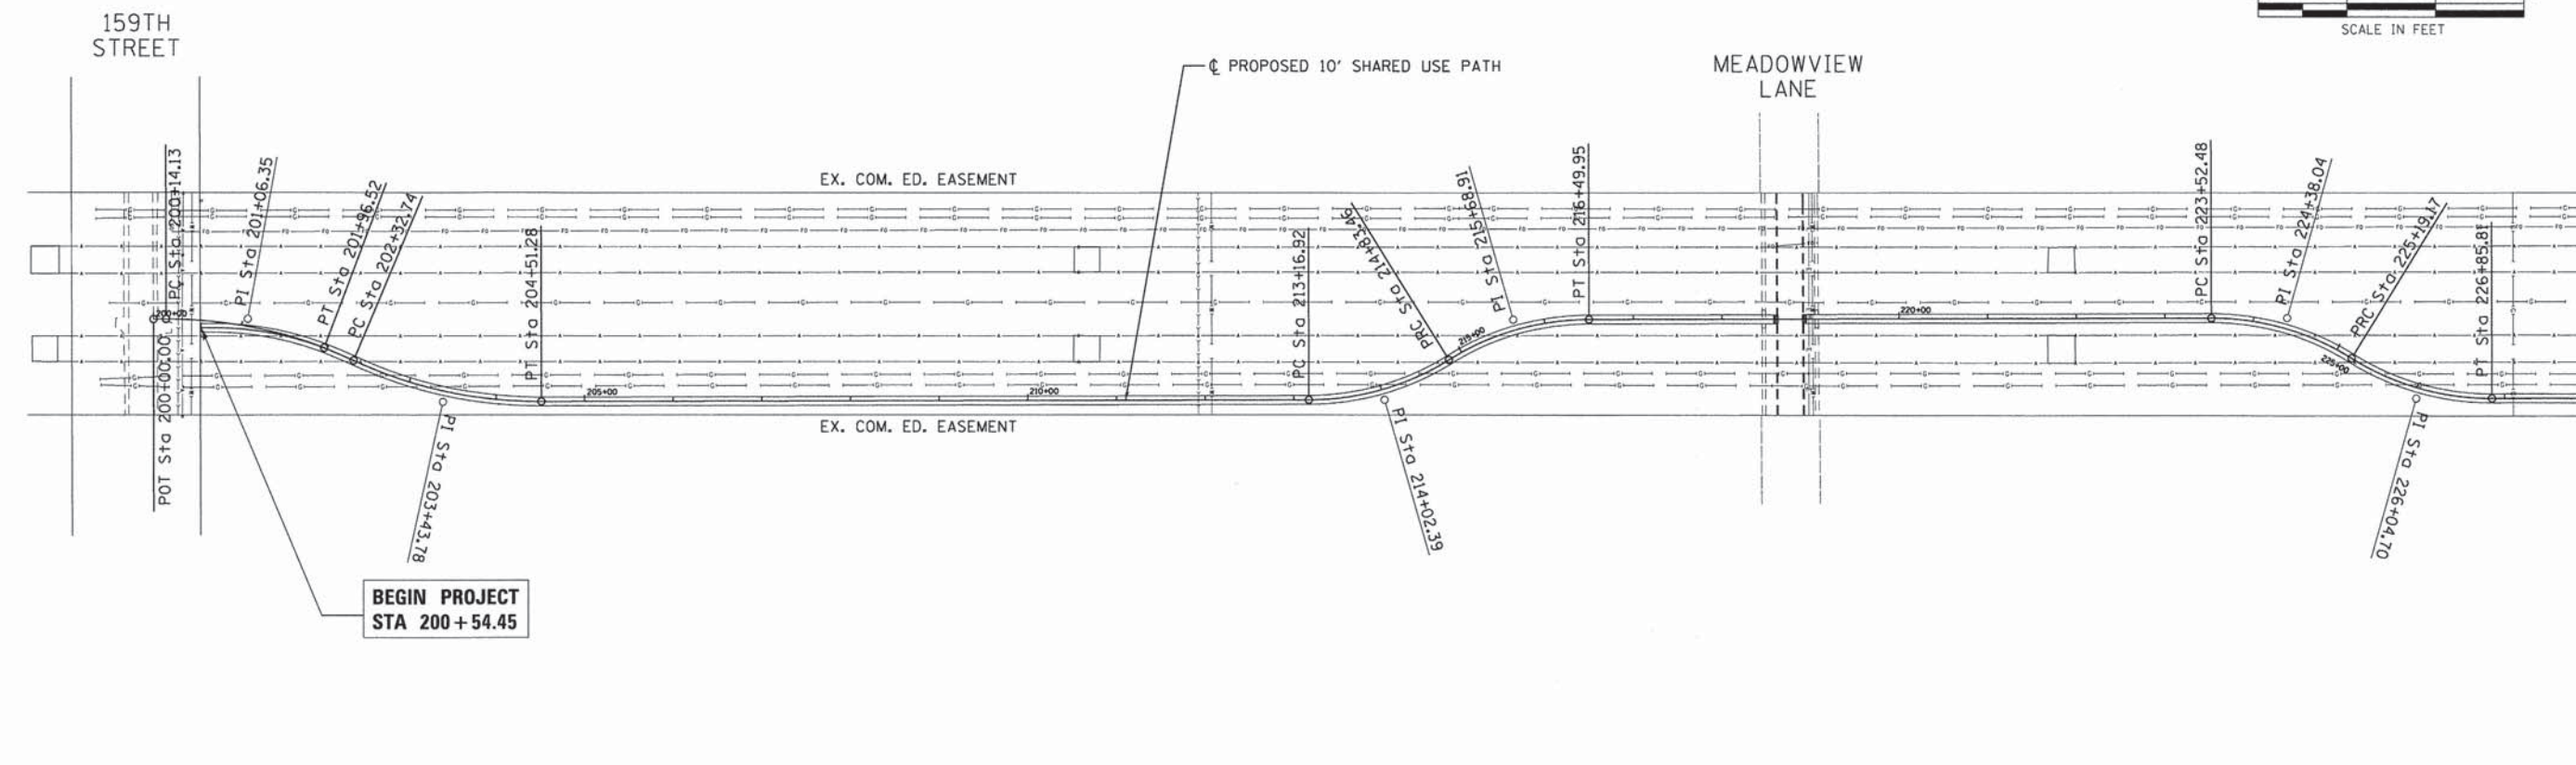 159TH
STREET
SCALE IN FEET
℄ PROPOSED 10' SHARED USE PATH
MEADOWVIEW
LANE
EX. COM. ED. EASEMENT
POT Sta 200+00.00
PC Sta 200+14.13
PI Sta 201+06.35
PT Sta 201+96.52
PC Sta 202+32.74
PI Sta 203+43.78
PT Sta 204+51.28
PC Sta 213+16.92
PI Sta 214+02.39
PRC Sta 214+83.46
PI Sta 215+68.91
PT Sta 216+49.95
PC Sta 223+52.48
PI Sta 224+38.04
PRC Sta 225+19.17
PI Sta 226+04.70
PT Sta 226+85.81
200+00
205+00
210+00
215+00
220+00
225+00
EX. COM. ED. EASEMENT
BEGIN PROJECT
STA 200+54.45